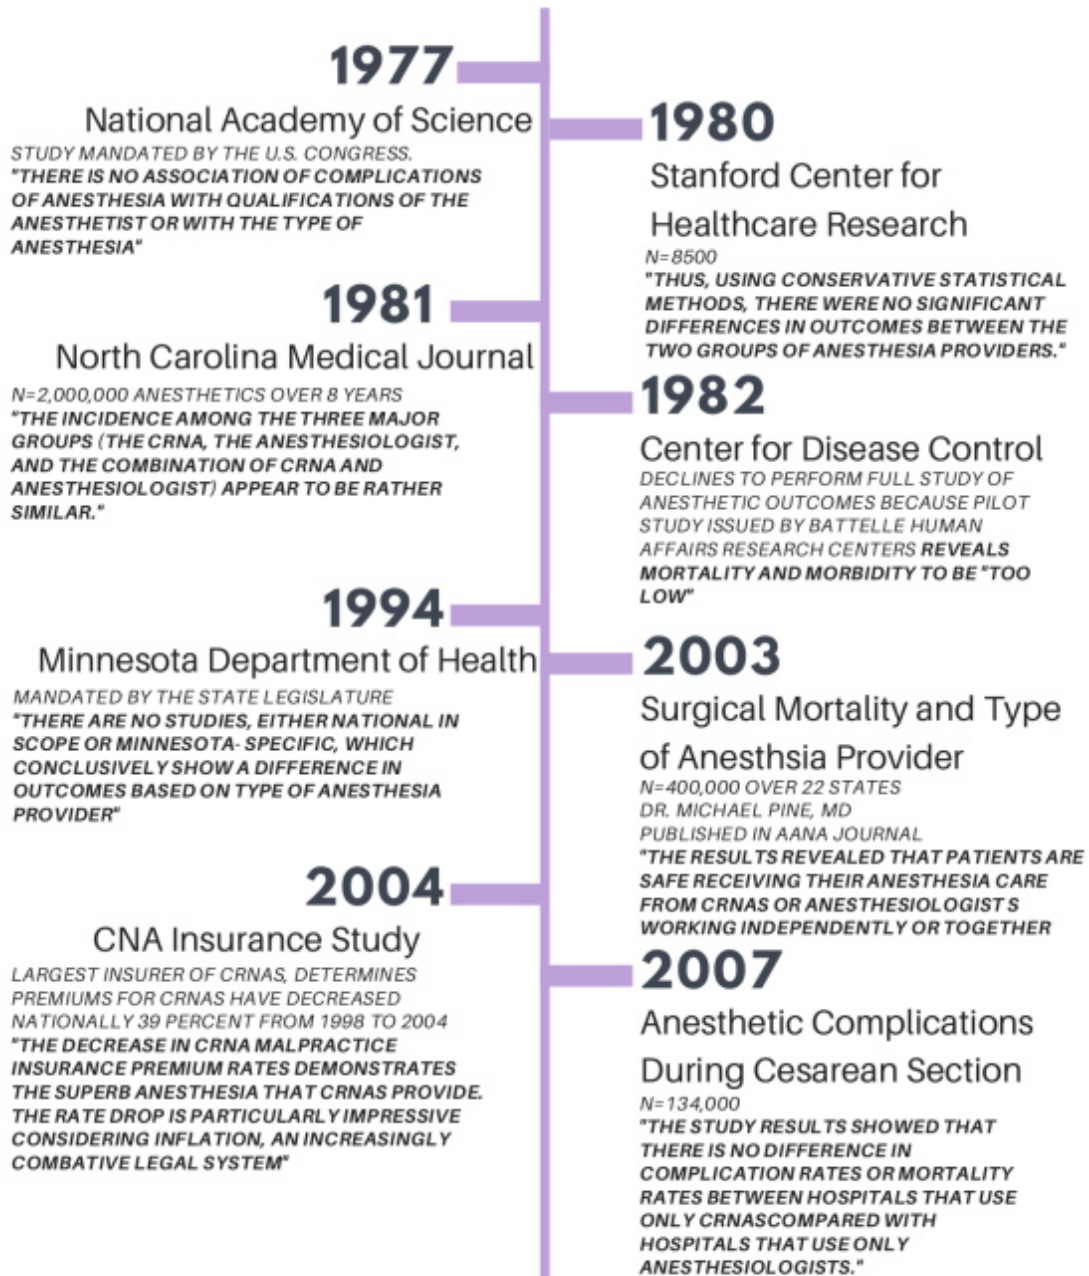 1977
National Academy of Science
STUDY MANDATED BY THE U.S. CONGRESS.
"THERE IS NO ASSOCIATION OF COMPLICATIONS
OF ANESTHESIA WITH QUALIFICATIONS OF THE
ANESTHETIST OR WITH THE TYPE OF
ANESTHESIA"
1980
Stanford Center for
Healthcare Research
N=8500
"THUS, USING CONSERVATIVE STATISTICAL
METHODS, THERE WERE NO SIGNIFICANT
DIFFERENCES IN OUTCOMES BETWEEN THE
TWO GROUPS OF ANESTHESIA PROVIDERS."
1981
North Carolina Medical Journal
N=2,000,000 ANESTHETICS OVER 8 YEARS
"THE INCIDENCE AMONG THE THREE MAJOR
GROUPS (THE CRNA, THE ANESTHESIOLOGIST,
AND THE COMBINATION OF CRNA AND
ANESTHESIOLOGIST) APPEAR TO BE RATHER
SIMILAR."
1982
Center for Disease Control
DECLINES TO PERFORM FULL STUDY OF
ANESTHETIC OUTCOMES BECAUSE PILOT
STUDY ISSUED BY BATTELLE HUMAN
AFFAIRS RESEARCH CENTERS REVEALS
MORTALITY AND MORBIDITY TO BE "TOO
LOW"
1994
Minnesota Department of Health
MANDATED BY THE STATE LEGISLATURE
"THERE ARE NO STUDIES, EITHER NATIONAL IN
SCOPE OR MINNESOTA- SPECIFIC, WHICH
CONCLUSIVELY SHOW A DIFFERENCE IN
OUTCOMES BASED ON TYPE OF ANESTHESIA
PROVIDER"
2003
Surgical Mortality and Type
of Anesthsia Provider
N=400,000 OVER 22 STATES
DR. MICHAEL PINE, MD
PUBLISHED IN AANA JOURNAL
"THE RESULTS REVEALED THAT PATIENTS ARE
SAFE RECEIVING THEIR ANESTHESIA CARE
FROM CRNAS OR ANESTHESIOLOGIST S
WORKING INDEPENDENTLY OR TOGETHER
2004
CNA Insurance Study
LARGEST INSURER OF CRNAS, DETERMINES
PREMIUMS FOR CRNAS HAVE DECREASED
NATIONALLY 39 PERCENT FROM 1998 TO 2004
"THE DECREASE IN CRNA MALPRACTICE
INSURANCE PREMIUM RATES DEMONSTRATES
THE SUPERB ANESTHESIA THAT CRNAS PROVIDE.
THE RATE DROP IS PARTICULARLY IMPRESSIVE
CONSIDERING INFLATION, AN INCREASINGLY
COMBATIVE LEGAL SYSTEM"
2007
Anesthetic Complications
During Cesarean Section
N=134,000
"THE STUDY RESULTS SHOWED THAT
THERE IS NO DIFFERENCE IN
COMPLICATION RATES OR MORTALITY
RATES BETWEEN HOSPITALS THAT USE
ONLY CRNASCOMPARED WITH
HOSPITALS THAT USE ONLY
ANESTHESIOLOGISTS."